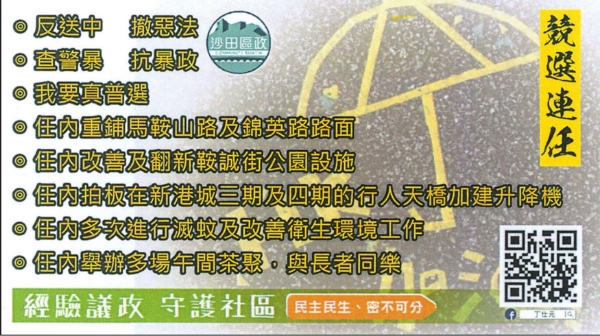 ◎ 反送中 撤惡法
沙田區政
◎ 查警暴 抗暴政
◎ 我要真普選
◎ 任內重鋪馬鞍山路及錦英路路面
◎ 任內改善及翻新鞍誠街公園設施
◎ 任內拍板在新港城三期及四期的行人天橋加建升降機
◎ 任內多次進行滅蚊及改善衛生環境工作
◎ 任內舉辦多場午間茶聚，與長者同樂
競選連任
經驗議政 守護社區
民主民生、密不可分
丁仕元